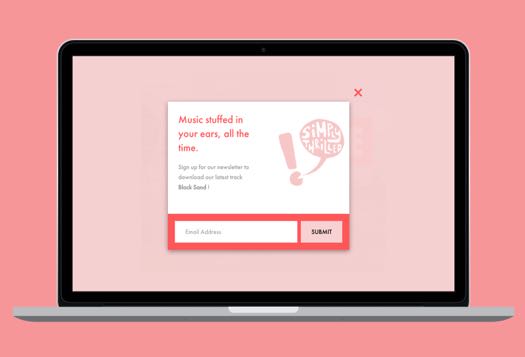 Music stuffed in
your ears, all the
time.
SiMPLY
THRiLLED
Sign up for our newsletter to
download our latest track
Black Sand !
Email Address
SUBMIT